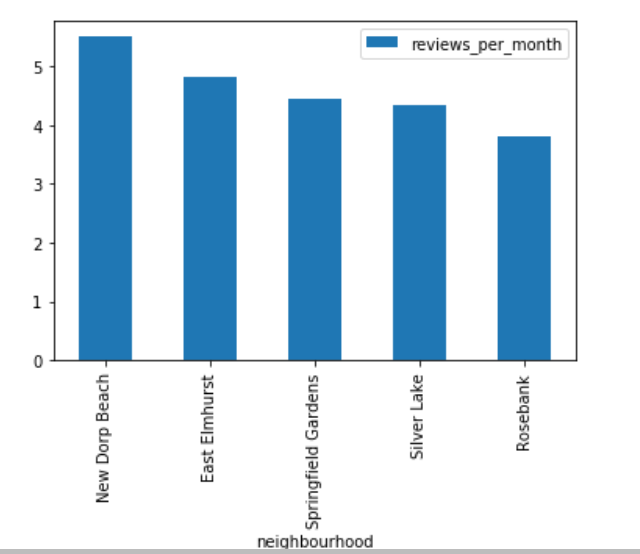 reviews_per_month
5
4
3
2
1
0
New Dorp Beach
East Elmhurst
Springfield Gardens
Silver Lake
Rosebank
neighbourhood